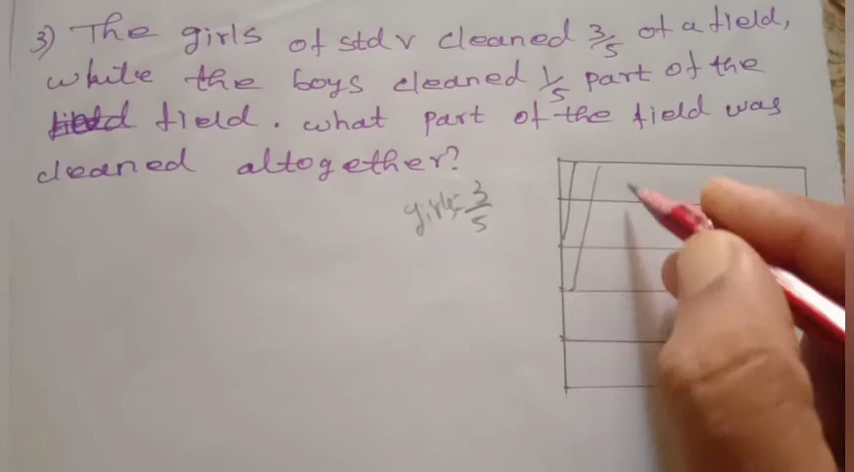 3) The girls of std V cleaned 3/5 of a field,
while the boys cleaned 1/5 part of the
field. what part of the field was
cleaned altogether?
girls = 3/5